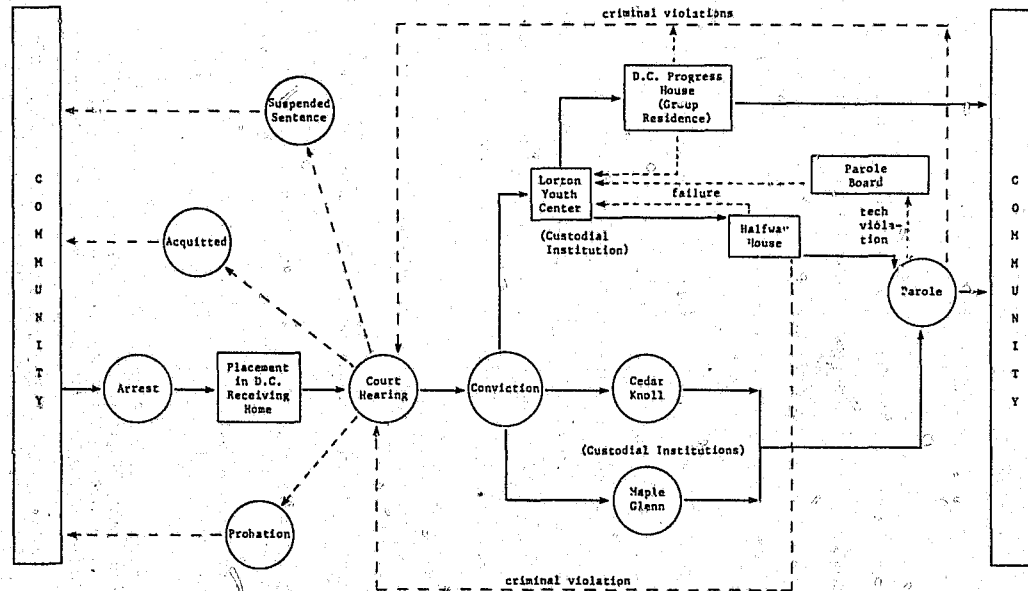 criminal violations
COMMUNITY
D.C. Progress
House
(Group
Residence)
Suspended
Sentence
Lorton
Youth
Center
(Custodial
Institution)
failure
Parole
Board
tech
viola-
tion
Halfway
House
Acquitted
Parole
COMMUNITY
Arrest
Placement
in D.C.
Receiving
Home
Court
Hearing
Conviction
Cedar
Knoll
(Custodial Institutions)
Maple
Glenn
Probation
criminal violation